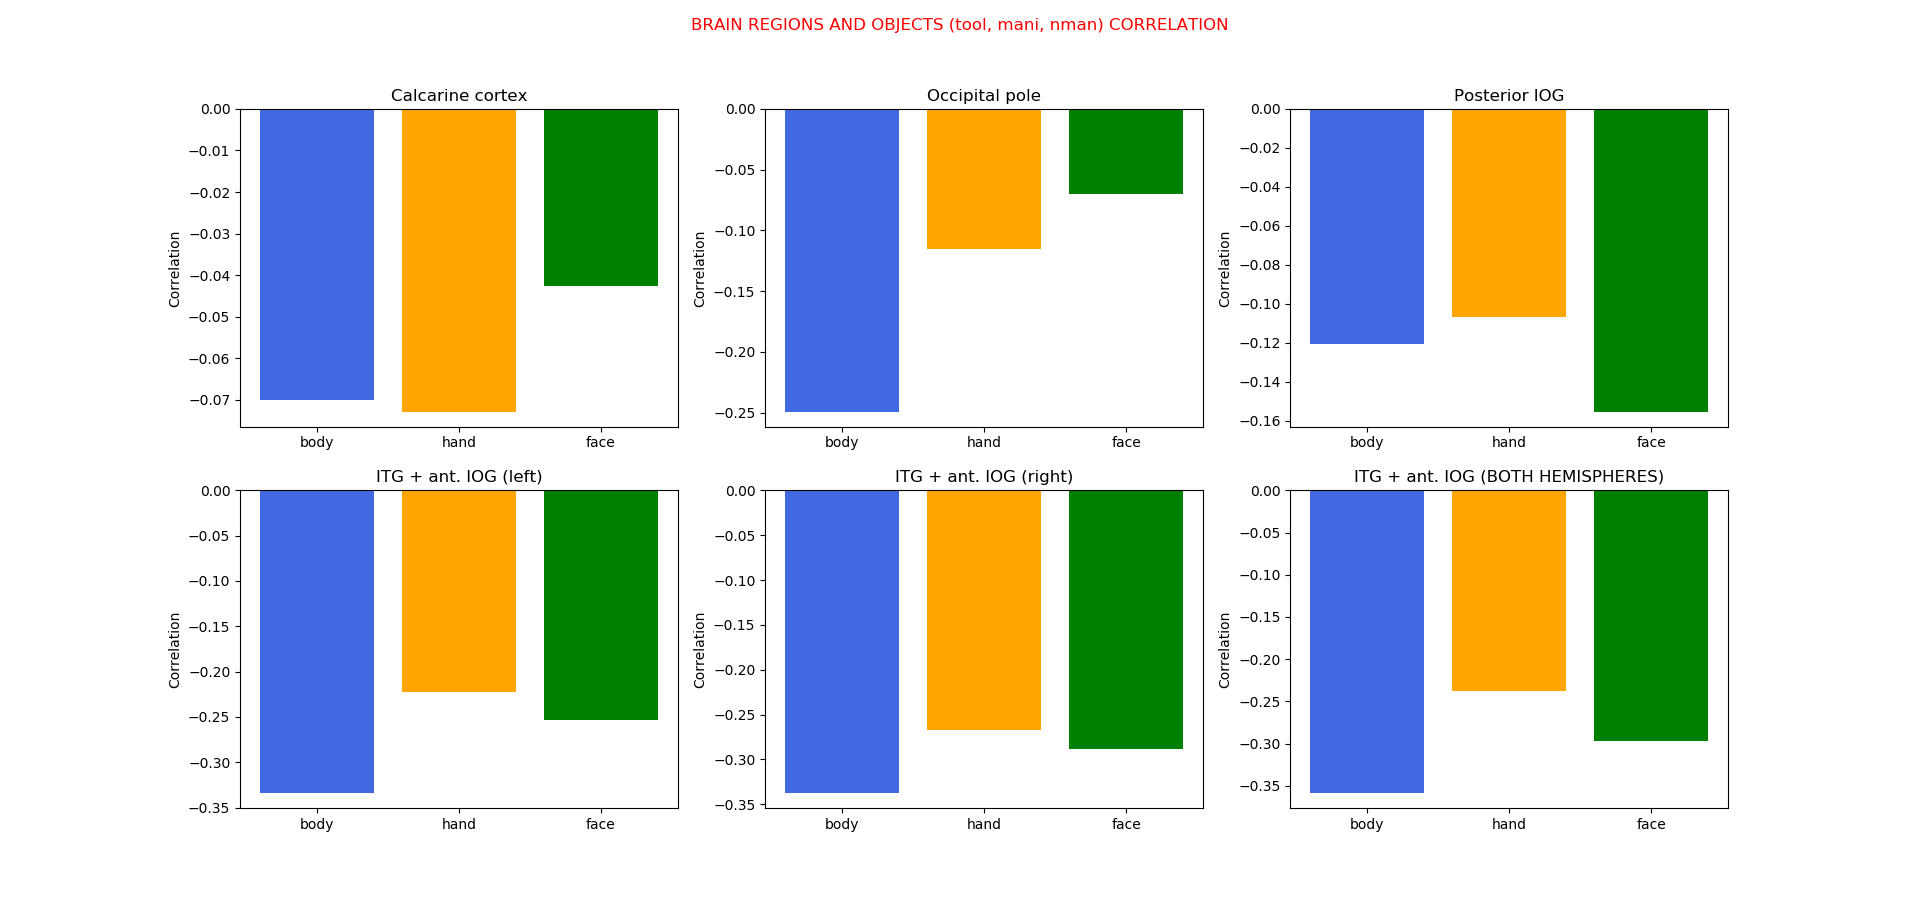 BRAIN REGIONS AND OBJECTS (tool, mani, nman) CORRELATION
Calcarine cortex
0.00
−0.01
−0.02
−0.03
−0.04
−0.05
−0.06
−0.07
Correlation
body hand face
Occipital pole
0.00
−0.05
−0.10
−0.15
−0.20
−0.25
Correlation
body hand face
Posterior IOG
0.00
−0.02
−0.04
−0.06
−0.08
−0.10
−0.12
−0.14
−0.16
Correlation
body hand face
ITG + ant. IOG (left)
0.00
−0.05
−0.10
−0.15
−0.20
−0.25
−0.30
−0.35
Correlation
body hand face
ITG + ant. IOG (right)
0.00
−0.05
−0.10
−0.15
−0.20
−0.25
−0.30
−0.35
Correlation
body hand face
ITG + ant. IOG (BOTH HEMISPHERES)
0.00
−0.05
−0.10
−0.15
−0.20
−0.25
−0.30
−0.35
Correlation
body hand face